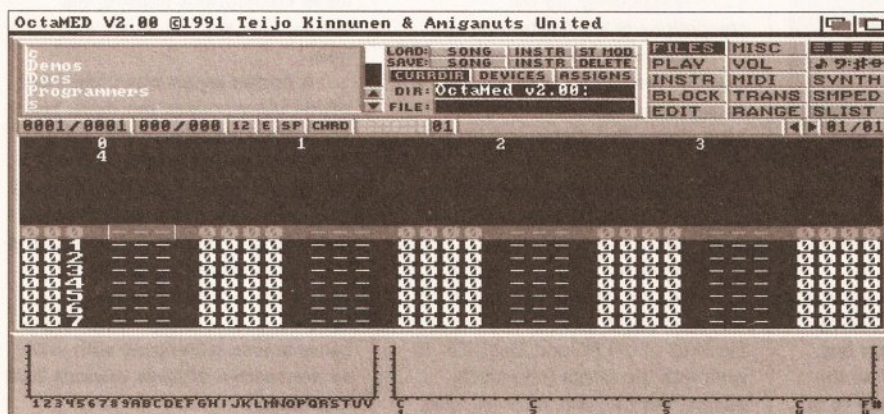 OctaMED V2.00 ©1991 Teijo Kinnunen & Amiganuts United
c
Demos
Docs
Programmers
s
LOAD: SONG INSTR ST MOD
SAVE: SONG INSTR DELETE
CURRDIR DEVICES ASSIGNS
DIR: OctaMed v2.00:
FILE:
FILES MISC
PLAY VOL
INSTR MIDI SYNTH
BLOCK TRANS SMPED
EDIT RANGE SLIST
0001/0001 000/000 12 E SP CHRD 01 01/01
0 1 2 3
4
000 --- 0000 --- 0000 --- 0000 --- 0000
001 --- 0000 --- 0000 --- 0000 --- 0000
002 --- 0000 --- 0000 --- 0000 --- 0000
003 --- 0000 --- 0000 --- 0000 --- 0000
004 --- 0000 --- 0000 --- 0000 --- 0000
005 --- 0000 --- 0000 --- 0000 --- 0000
006 --- 0000 --- 0000 --- 0000 --- 0000
007 --- 0000 --- 0000 --- 0000 --- 0000
123456789ABCDEFGHIJKLMNOPQRSTUV
C C C C F#